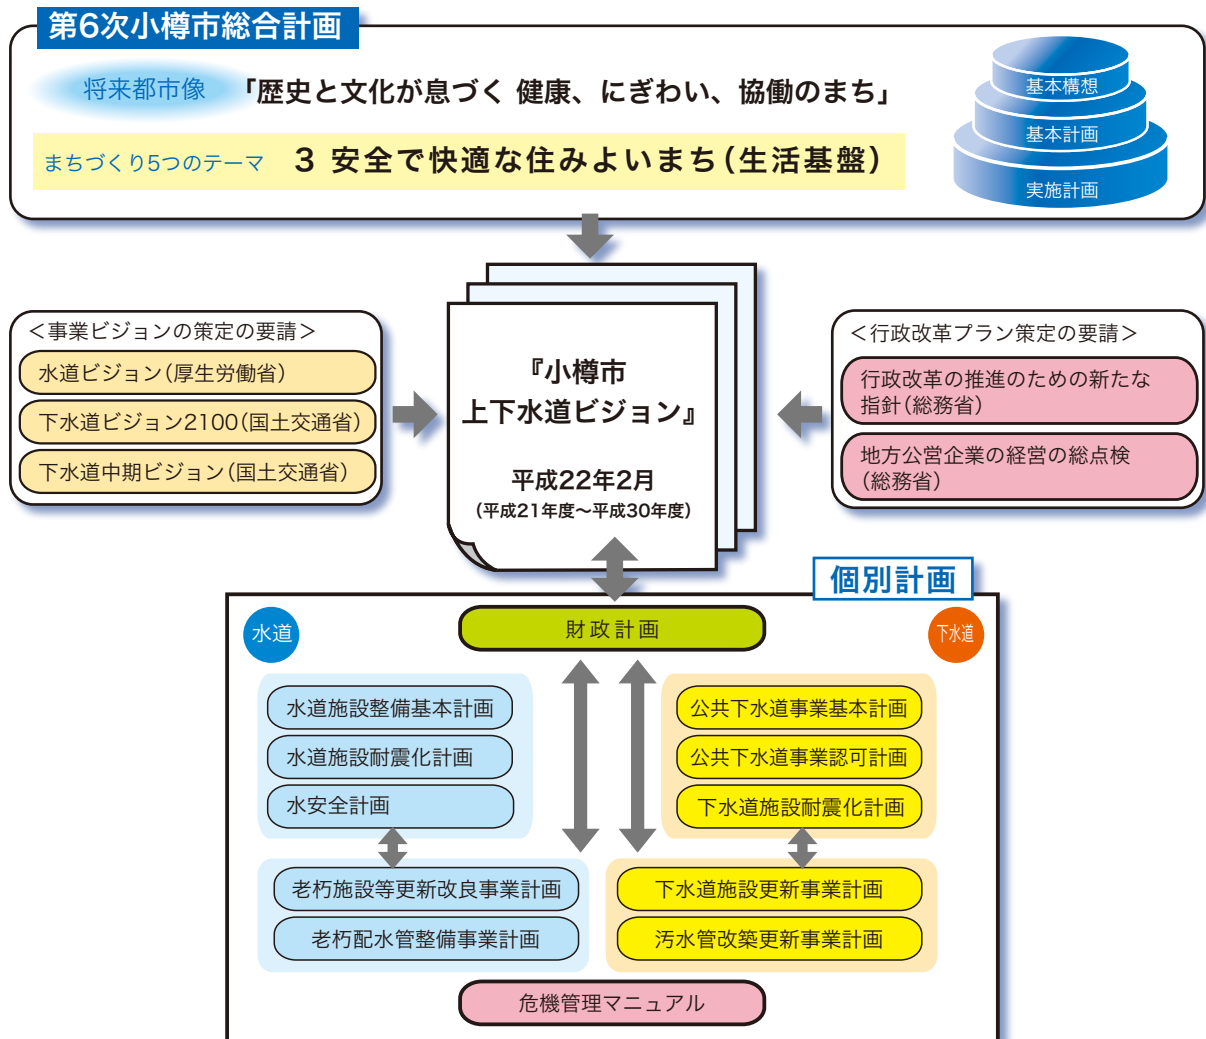 第6次小樽市総合計画
将来都市像 「歴史と文化が息づく 健康、にぎわい、協働のまち」
まちづくり5つのテーマ 3 安全で快適な住みよいまち(生活基盤)
基本構想
基本計画
実施計画
<事業ビジョンの策定の要請>
水道ビジョン(厚生労働省)
下水道ビジョン2100(国土交通省)
下水道中期ビジョン(国土交通省)
『小樽市
上下水道ビジョン』
平成22年2月
(平成21年度~平成30年度)
<行政改革プラン策定の要請>
行政改革の推進のための新たな
指針(総務省)
地方公営企業の経営の総点検
(総務省)
個別計画
水道
財政計画
下水道
水道施設整備基本計画
水道施設耐震化計画
水安全計画
公共下水道事業基本計画
公共下水道事業認可計画
下水道施設耐震化計画
老朽施設等更新改良事業計画
老朽配水管整備事業計画
下水道施設更新事業計画
汚水管改築更新事業計画
危機管理マニュアル